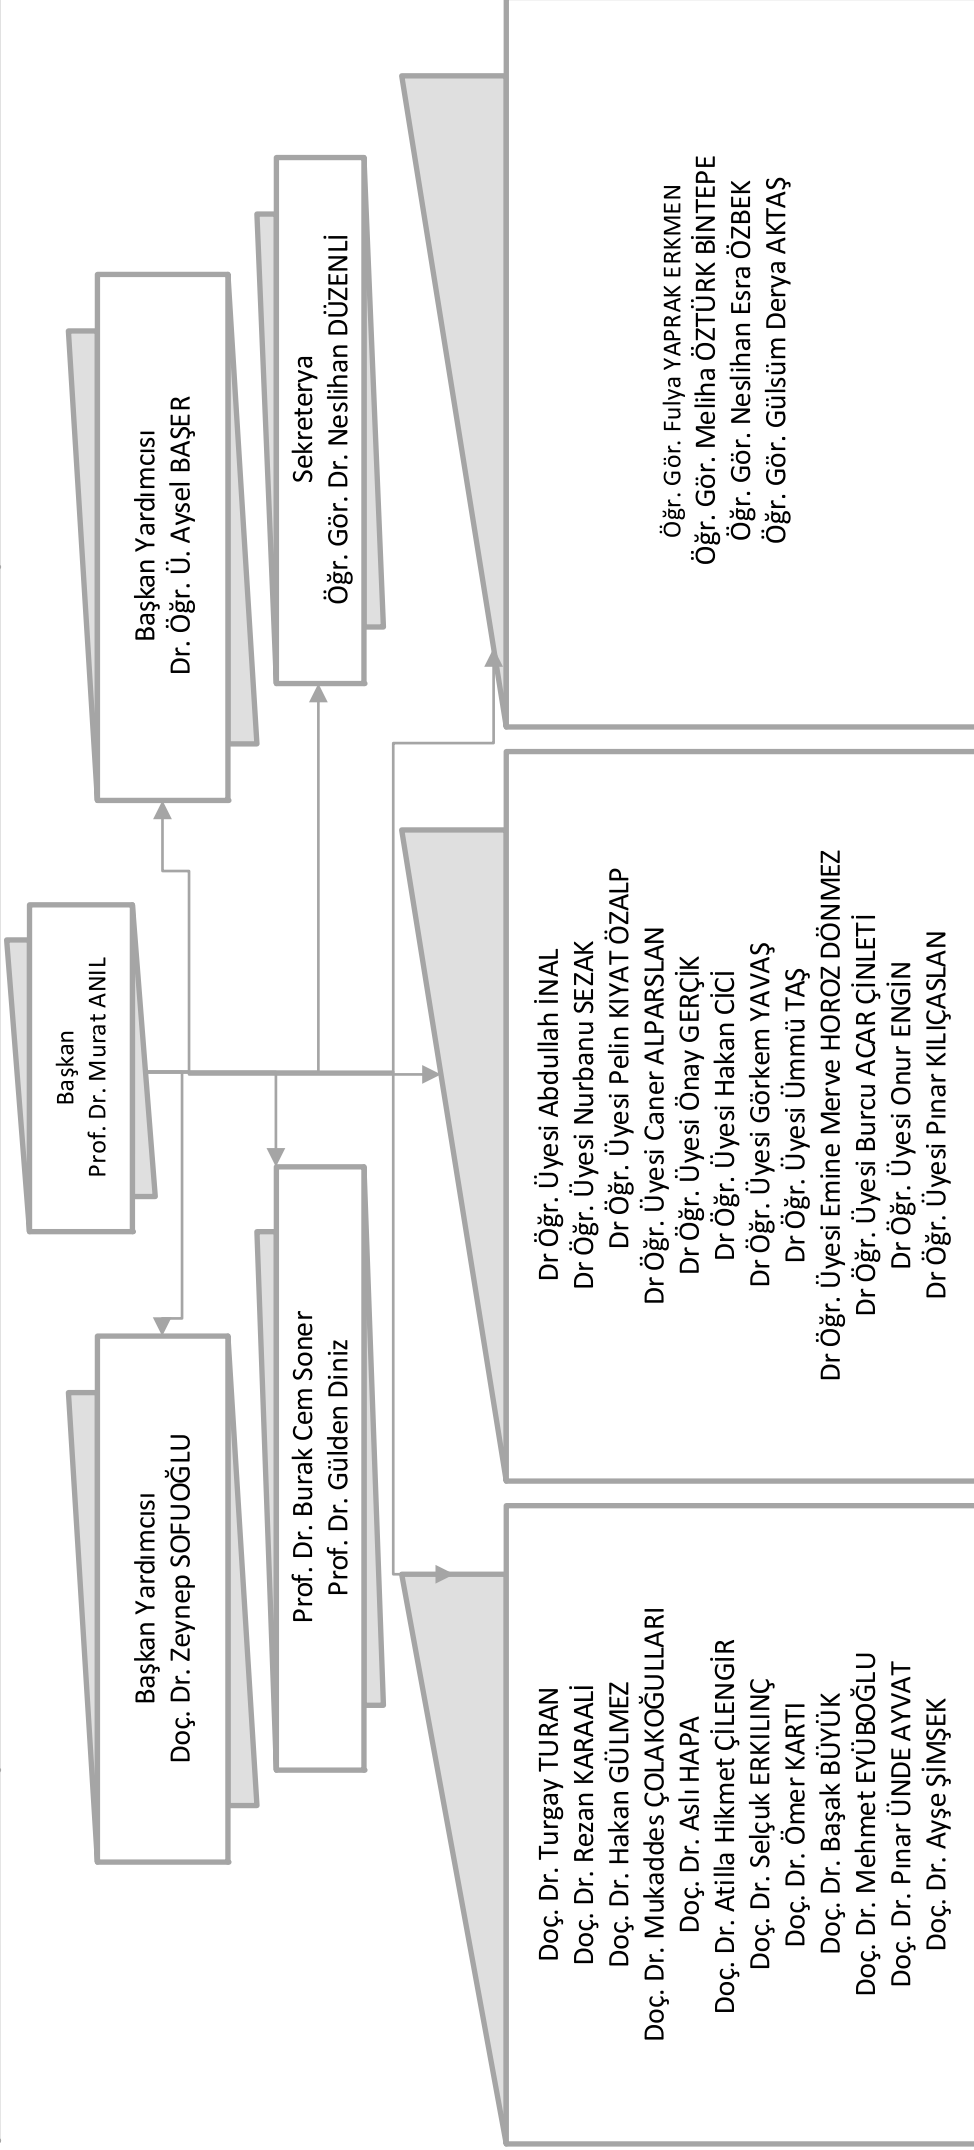 Başkan
Prof. Dr. Murat ANIL
Başkan Yardımcısı
Doç. Dr. Zeynep SOFUOĞLU
Başkan Yardımcısı
Dr. Öğr. Ü. Aysel BAŞER
Prof. Dr. Burak Cem Soner
Prof. Dr. Gülden Diniz
Sekreterya
Öğr. Gör. Dr. Neslihan DÜZENLİ
Doç. Dr. Turgay TURAN
Doç. Dr. Rezan KARAALİ
Doç. Dr. Hakan GÜLMEZ
Doç. Dr. Mukaddes ÇOLAKOĞULLARI
Doç. Dr. Aslı HAPA
Doç. Dr. Atilla Hikmet ÇİLENGİR
Doç. Dr. Selçuk ERKILINÇ
Doç. Dr. Ömer KARTI
Doç. Dr. Başak BÜYÜK
Doç. Dr. Mehmet EYÜBOĞLU
Doç. Dr. Pınar ÜNDE AYVAT
Doç. Dr. Ayşe ŞİMŞEK
Dr Öğr. Üyesi Abdullah İNAL
Dr Öğr. Üyesi Nurbanu SEZAK
Dr Öğr. Üyesi Pelin KIYAT ÖZALP
Dr Öğr. Üyesi Caner ALPARSLAN
Dr Öğr. Üyesi Önay GERÇİK
Dr Öğr. Üyesi Hakan CİCİ
Dr Öğr. Üyesi Görkem YAVAŞ
Dr Öğr. Üyesi Ümmü TAŞ
Dr Öğr. Üyesi Emine Merve HOROZ DÖNMEZ
Dr Öğr. Üyesi Burcu ACAR ÇİNLETİ
Dr Öğr. Üyesi Onur ENGİN
Dr Öğr. Üyesi Pınar KILIÇASLAN
Öğr. Gör. Fulya YAPRAK ERKMEN
Öğr. Gör. Meliha ÖZTÜRK BİNTEPE
Öğr. Gör. Neslihan Esra ÖZBEK
Öğr. Gör. Gülsüm Derya AKTAŞ